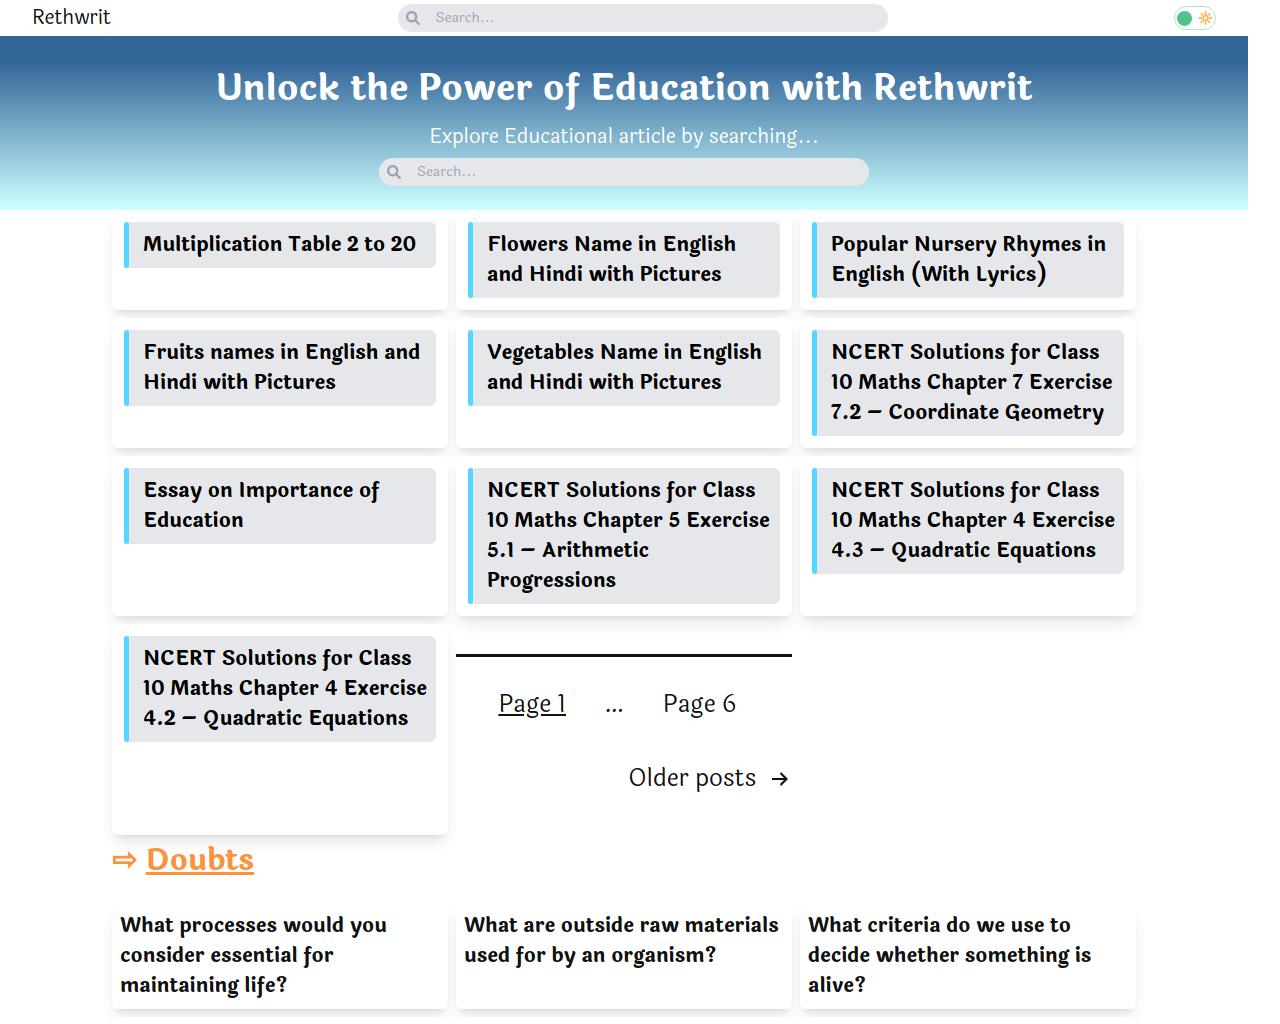 Rethwrit
Search...
Unlock the Power of Education with Rethwrit
Explore Educational article by searching...
Search...
Multiplication Table 2 to 20
Flowers Name in English
and Hindi with Pictures
Popular Nursery Rhymes in
English (With Lyrics)
Fruits names in English and
Hindi with Pictures
Vegetables Name in English
and Hindi with Pictures
NCERT Solutions for Class
10 Maths Chapter 7 Exercise
7.2 – Coordinate Geometry
Essay on Importance of
Education
NCERT Solutions for Class
10 Maths Chapter 5 Exercise
5.1 – Arithmetic
Progressions
NCERT Solutions for Class
10 Maths Chapter 4 Exercise
4.3 – Quadratic Equations
NCERT Solutions for Class
10 Maths Chapter 4 Exercise
4.2 – Quadratic Equations
Page 1 ... Page 6
Older posts →
⇨ Doubts
What processes would you
consider essential for
maintaining life?
What are outside raw materials
used for by an organism?
What criteria do we use to
decide whether something is
alive?